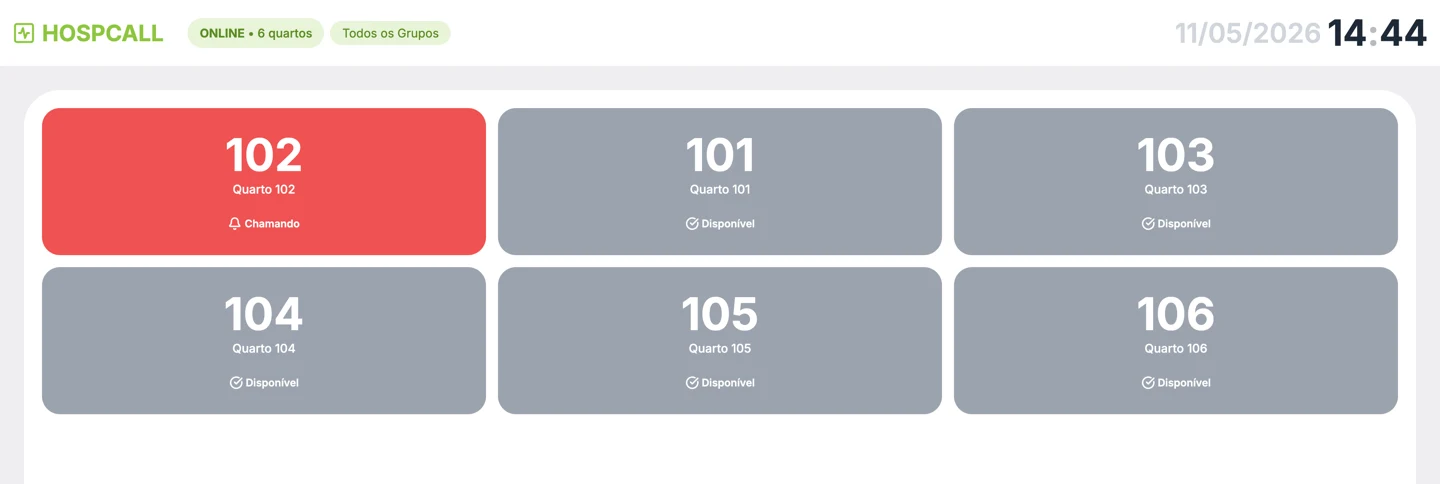 HOSPCALL
ONLINE • 6 quartos
Todos os Grupos
11/05/2026 14:44
102
Quarto 102
Chamando
101
Quarto 101
Disponível
103
Quarto 103
Disponível
104
Quarto 104
Disponível
105
Quarto 105
Disponível
106
Quarto 106
Disponível